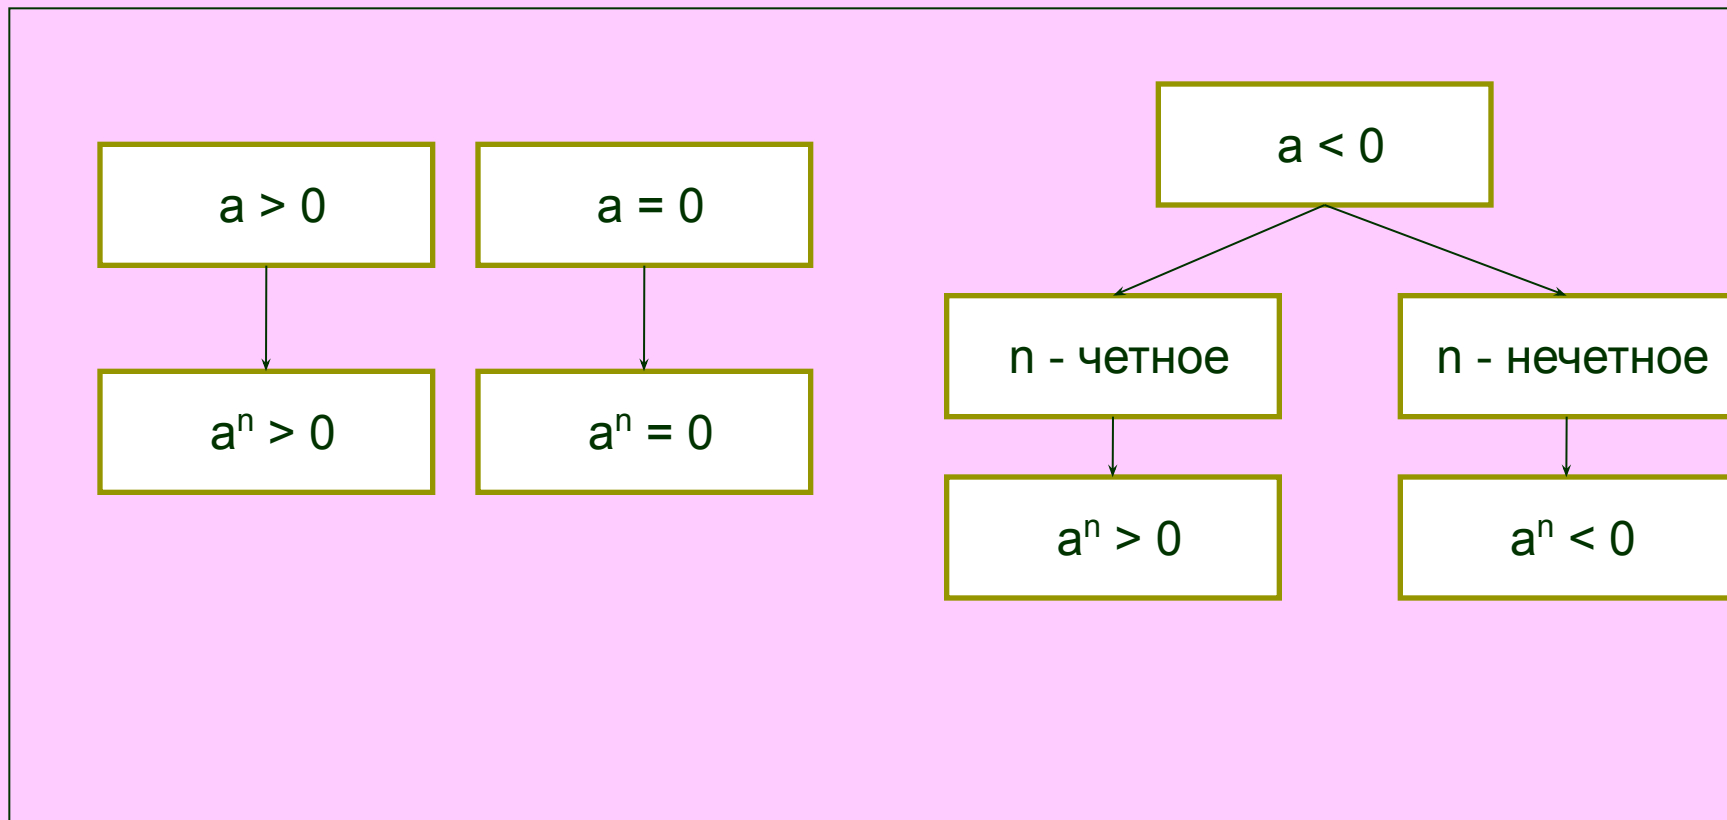 a > 0
a = 0
aⁿ > 0
aⁿ = 0
a < 0
n - четное
n - нечетное
aⁿ > 0
aⁿ < 0